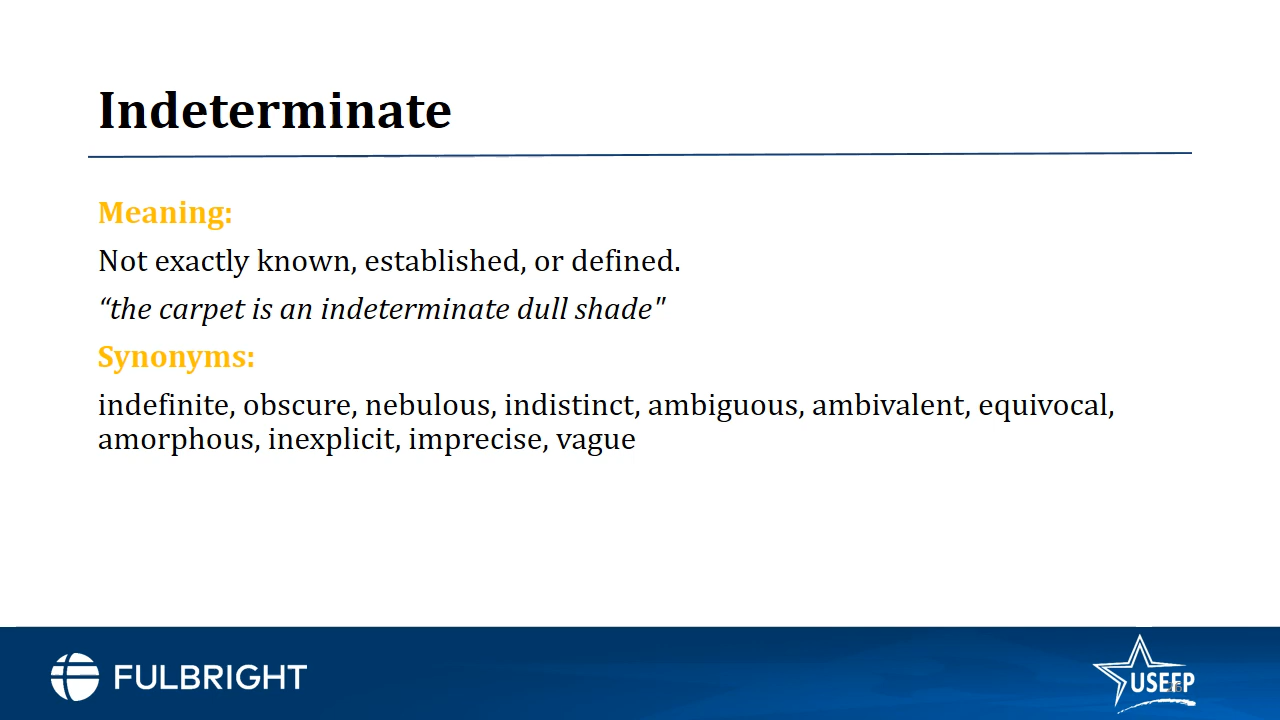 Indeterminate
Meaning:
Not exactly known, established, or defined.
“the carpet is an indeterminate dull shade"
Synonyms:
indefinite, obscure, nebulous, indistinct, ambiguous, ambivalent, equivocal,
amorphous, inexplicit, imprecise, vague
FULBRIGHT
USEFP